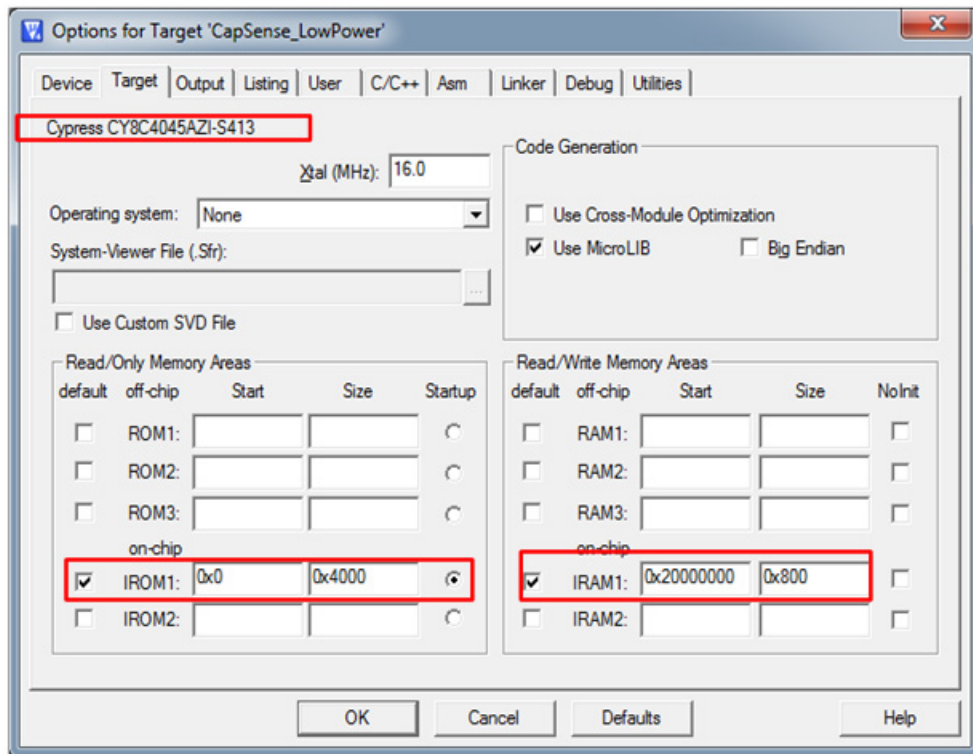 Options for Target 'CapSense_LowPower'
Device Target Output Listing User C/C++ Asm Linker Debug Utilities
Cypress CY8C4045AZI-S413
Xtal (MHz): 16.0
Operating system: None
System-Viewer File (.Sfr):
...
Use Custom SVD File
Code Generation
Use Cross-Module Optimization
Use MicroLIB Big Endian
Read/Only Memory Areas
default off-chip Start Size Startup
ROM1:
ROM2:
ROM3:
on-chip
IROM1: 0x0 0x4000
IROM2:
Read/Write Memory Areas
default off-chip Start Size NoInit
RAM1:
RAM2:
RAM3:
on-chip
IRAM1: 0x20000000 0x800
IRAM2:
OK Cancel Defaults Help